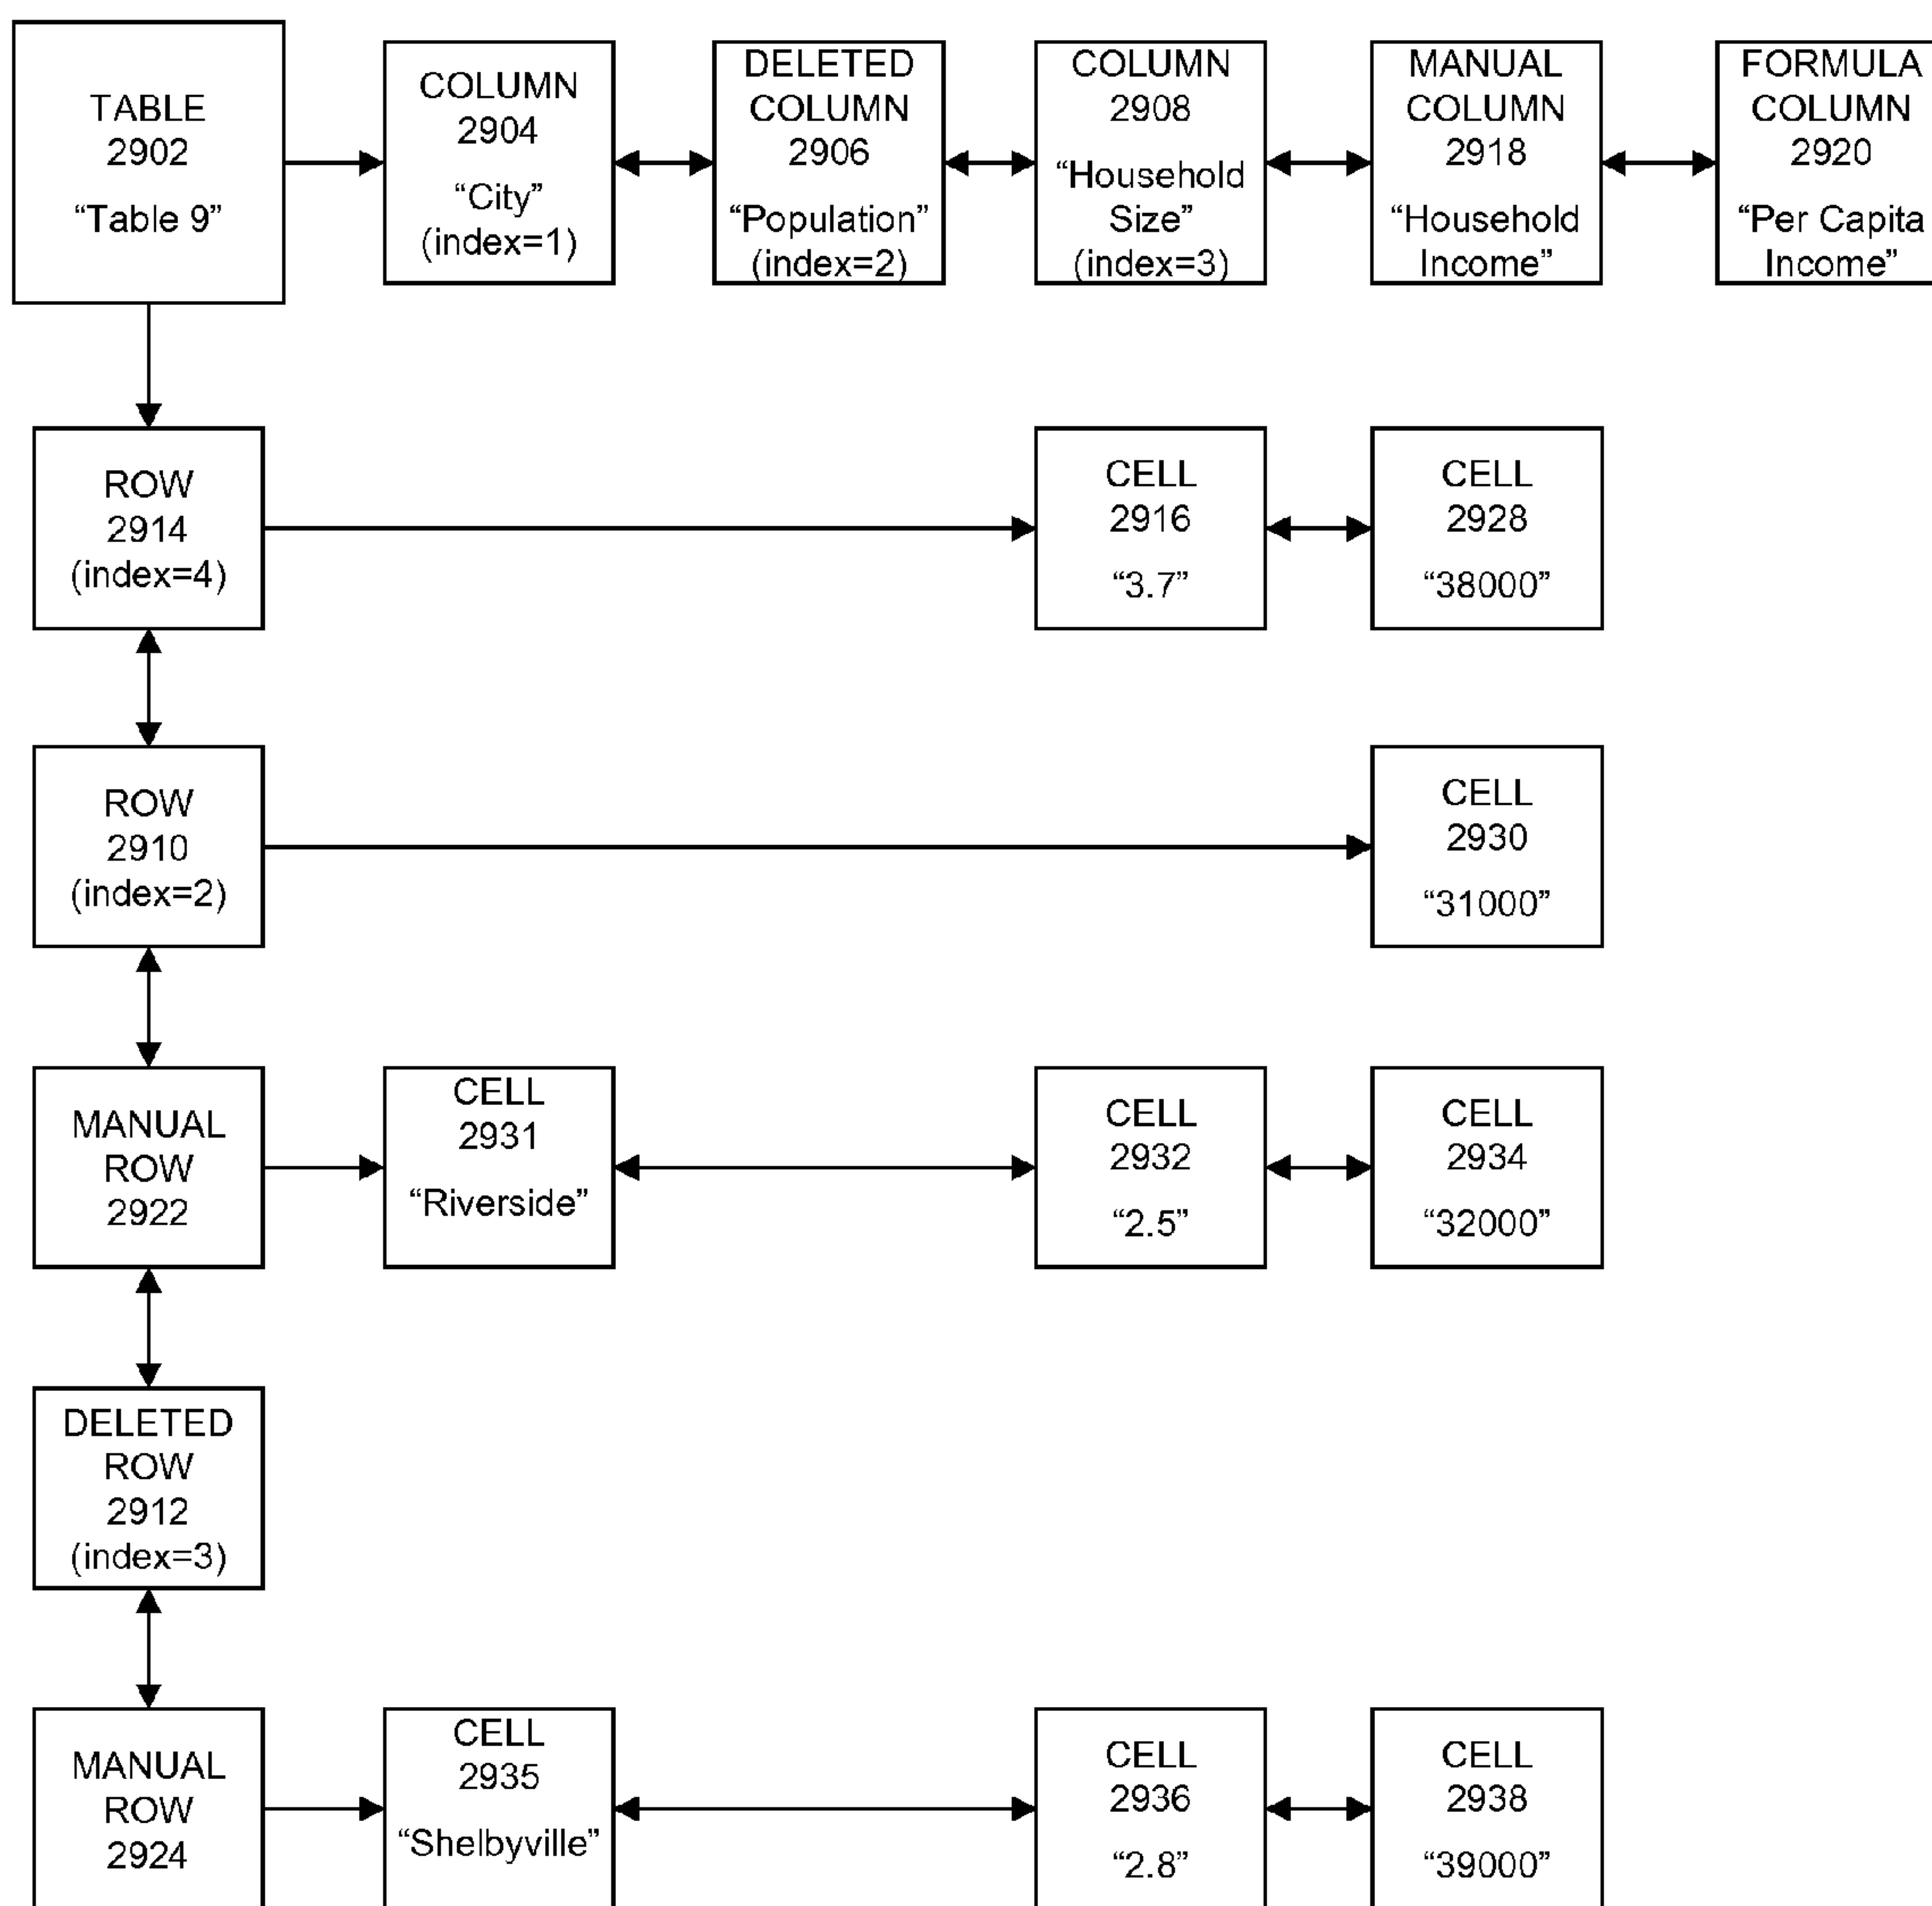 TABLE
2902
“Table 9”
COLUMN
2904
“City”
(index=1)
DELETED
COLUMN
2906
“Population”
(index=2)
COLUMN
2908
“Household
Size”
(index=3)
MANUAL
COLUMN
2918
“Household
Income”
FORMULA
COLUMN
2920
“Per Capita
Income”
ROW
2914
(index=4)
CELL
2916
“3.7”
CELL
2928
“38000”
ROW
2910
(index=2)
CELL
2930
“31000”
MANUAL
ROW
2922
CELL
2931
“Riverside”
CELL
2932
“2.5”
CELL
2934
“32000”
DELETED
ROW
2912
(index=3)
MANUAL
ROW
2924
CELL
2935
“Shelbyville”
CELL
2936
“2.8”
CELL
2938
“39000”